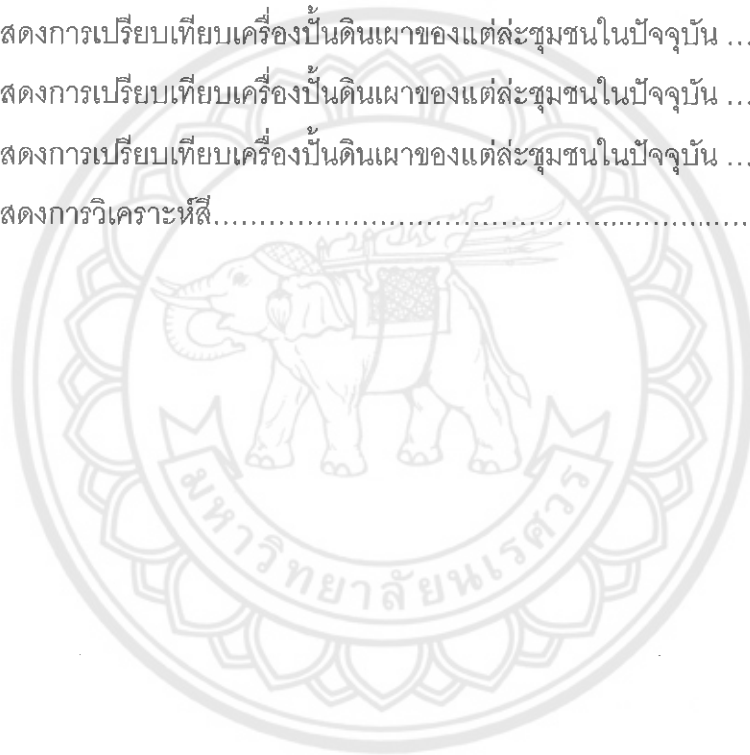 สดงการเปรียบเทียบเครื่องปั้นดินเผาของแต่ล่ะชุมชนในปัจจุบัน ...
สดงการเปรียบเทียบเครื่องปั้นดินเผาของแต่ล่ะชุมชนในปัจจุบัน ...
สดงการเปรียบเทียบเครื่องปั้นดินเผาของแต่ล่ะชุมชนในปัจจุบัน ...
สดงการวิเคราะห์สี................................................................
มหาวิทยาลัยนเรศวร